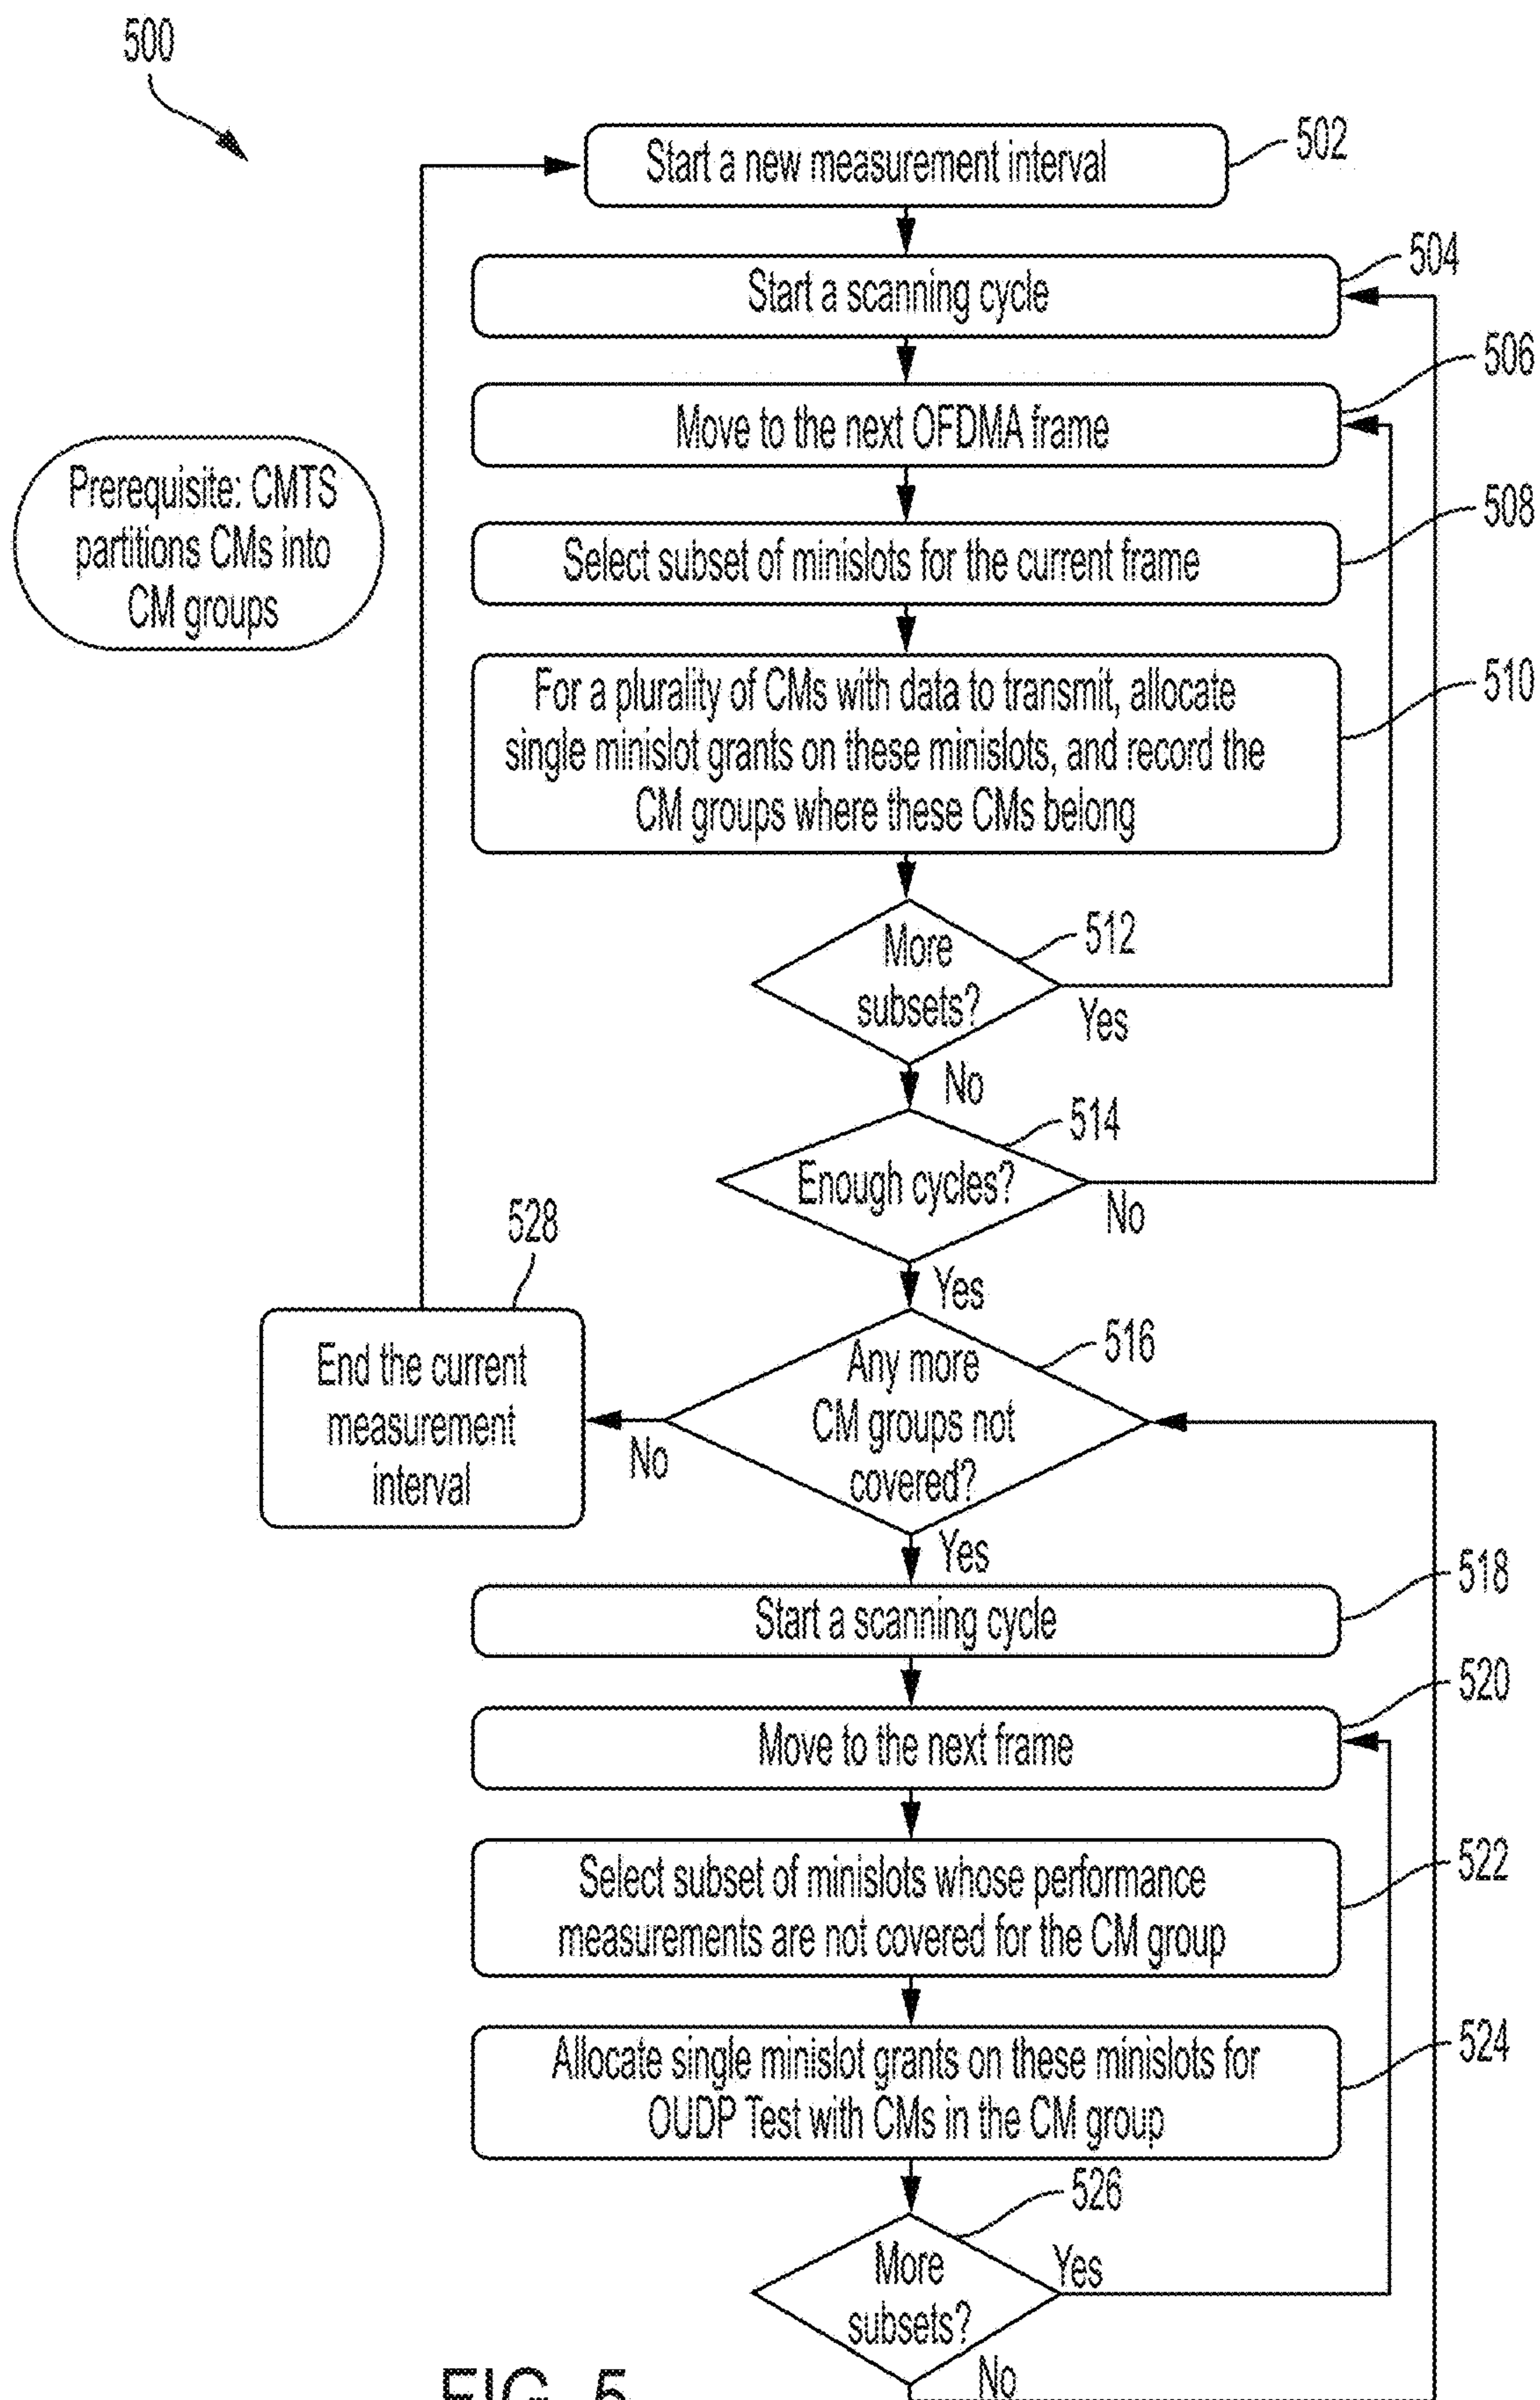 500
Start a new measurement interval
502
Start a scanning cycle
504
Move to the next OFDMA frame
506
Prerequisite: CMTS
partitions CMs into
CM groups
Select subset of minislots for the current frame
508
For a plurality of CMs with data to transmit, allocate
single minislot grants on these minislots, and record the
CM groups where these CMs belong
510
More
subsets?
512
Yes
No
Enough cycles?
514
No
Yes
528
End the current
measurement
interval
Any more
CM groups not
covered?
516
No
Yes
Start a scanning cycle
518
Move to the next frame
520
Select subset of minislots whose performance
measurements are not covered for the CM group
522
Allocate single minislot grants on these minislots for
OUDP Test with CMs in the CM group
524
More
subsets?
526
Yes
No
FIG. 5